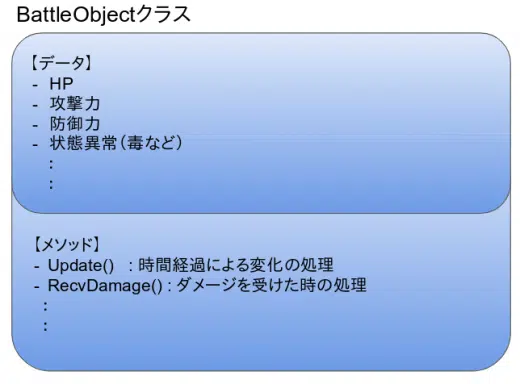 BattleObjectクラス
【データ】
- HP
- 攻撃力
- 防御力
- 状態異常（毒など）
：
：
【メソッド】
- Update() : 時間経過による変化の処理
- RecvDamage() : ダメージを受けた時の処理
：
：